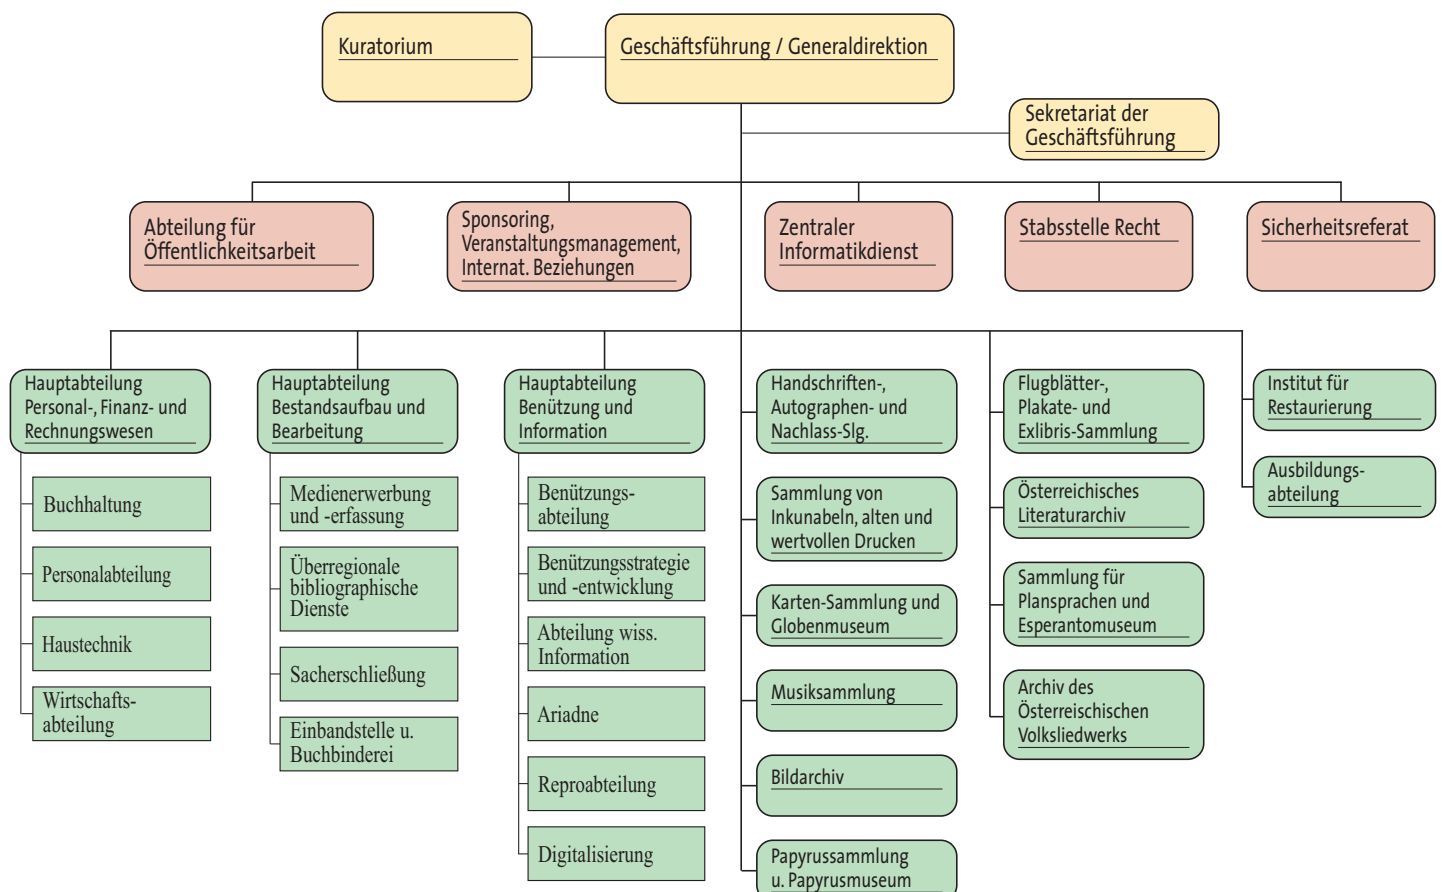 Kuratorium
Geschäftsführung / Generaldirektion
Sekretariat der
Geschäftsführung
Abteilung für
Öffentlichkeitsarbeit
Sponsoring,
Veranstaltungsmanagement,
Internat. Beziehungen
Zentraler
Informatikdienst
Stabsstelle Recht
Sicherheitsreferat
Hauptabteilung
Personal-, Finanz- und
Rechnungswesen
Buchhaltung
Personalabteilung
Haustechnik
Wirtschafts-
abteilung
Hauptabteilung
Bestandsaufbau und
Bearbeitung
Medienerwerbung
und -erfassung
Überregionale
bibliographische
Dienste
Sacherschließung
Einbandstelle u.
Buchbinderei
Hauptabteilung
Benützung und
Information
Benützungs-
abteilung
Benützungsstrategie
und -entwicklung
Abteilung wiss.
Information
Ariadne
Reproabteilung
Digitalisierung
Handschriften-,
Autographen- und
Nachlass-Slg.
Sammlung von
Inkunabeln, alten und
wertvollen Drucken
Karten-Sammlung und
Globenmuseum
Musiksammlung
Bildarchiv
Papyrussammlung
u. Papyrusmuseum
Flugblätter-,
Plakate- und
Exlibris-Sammlung
Österreichisches
Literaturarchiv
Sammlung für
Plansprachen und
Esperantomuseum
Archiv des
Österreischischen
Volksliedwerks
Institut für
Restaurierung
Ausbildungs-
abteilung